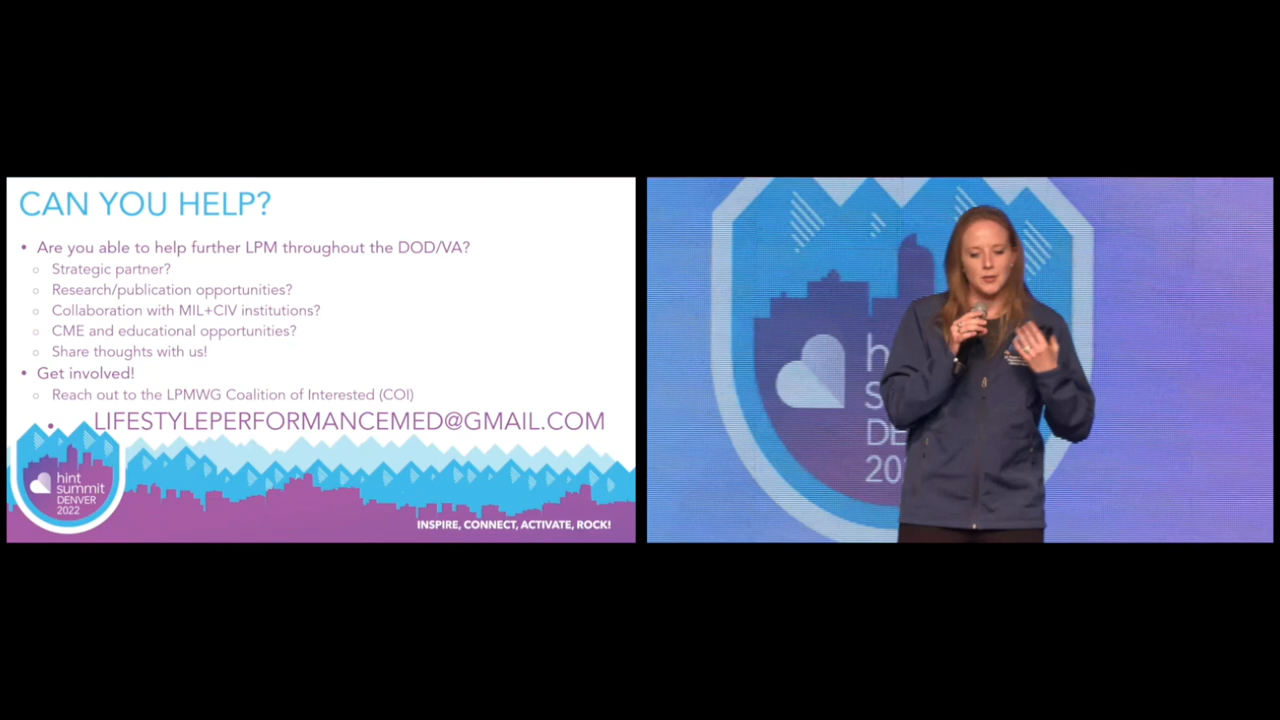 CAN YOU HELP?
• Are you able to help further LPM throughout the DOD/VA?
○ Strategic partner?
○ Research/publication opportunities?
○ Collaboration with MIL+CIV institutions?
○ CME and educational opportunities?
○ Share thoughts with us!
• Get involved!
○ Reach out to the LPMWG Coalition of Interested (COI)
• LIFESTYLEPERFORMANCEMED@GMAIL.COM
hint
summit
DENVER
2022
INSPIRE, CONNECT, ACTIVATE, ROCK!
h
S
DE
20